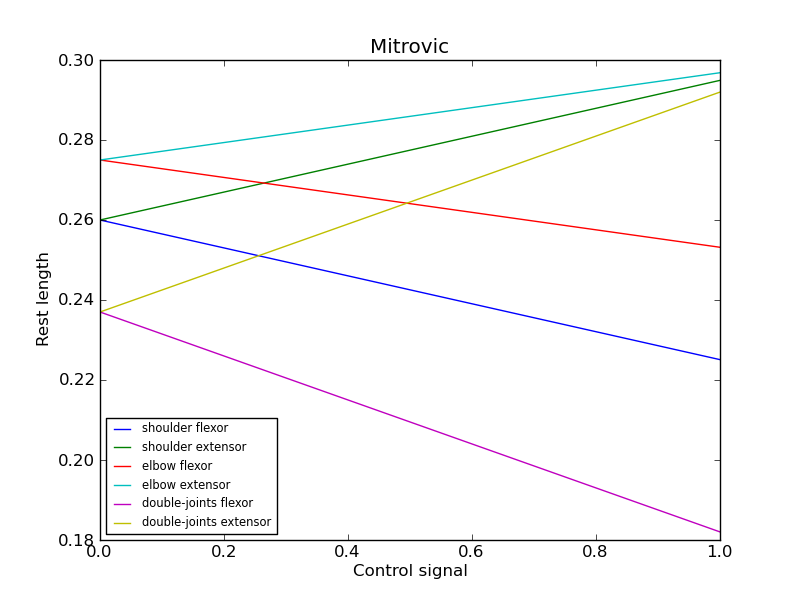 Mitrovic
0.30
0.28
0.26
0.24
0.22
0.20
0.18
Rest length
shoulder flexor
shoulder extensor
elbow flexor
elbow extensor
double-joints flexor
double-joints extensor
0.0 0.2 0.4 0.6 0.8 1.0
Control signal